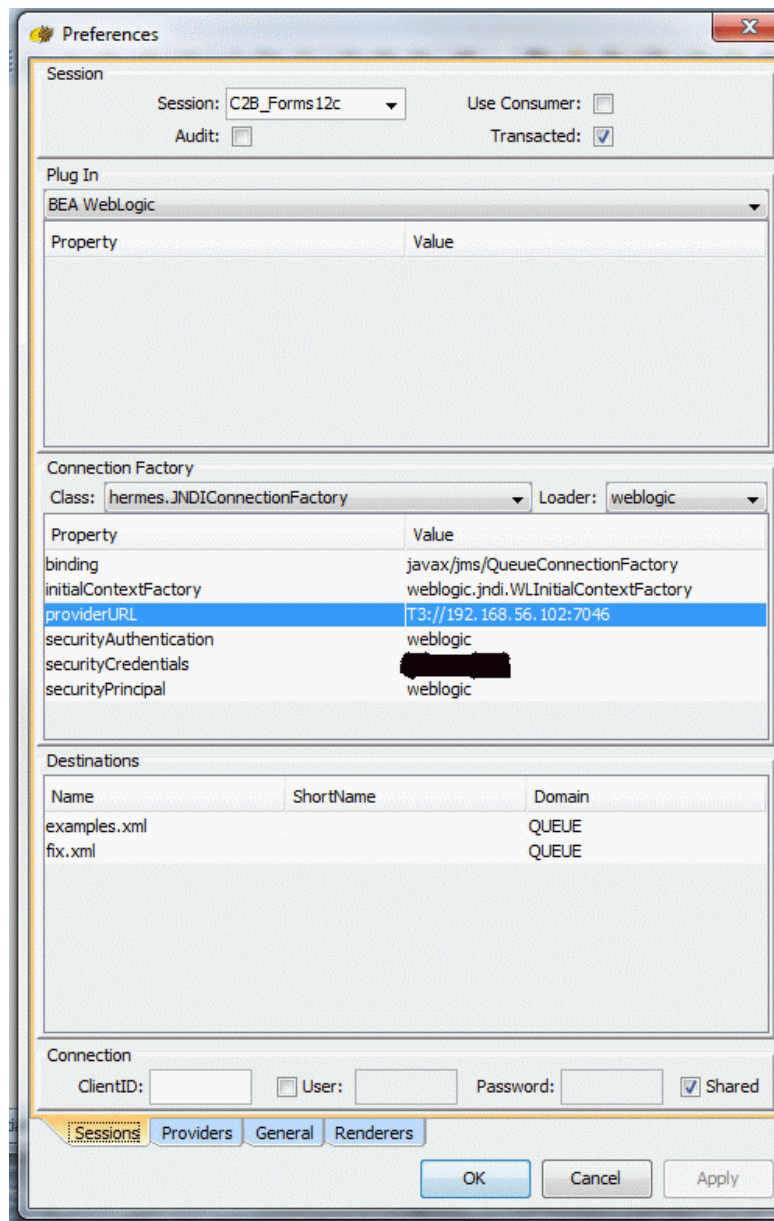 Preferences
Session
Session: C2B_Forms12c Use Consumer:
Audit: Transacted:
Plug In
BEA WebLogic
Property Value
Connection Factory
Class: hermes.JNDIConnectionFactory Loader: weblogic
Property Value
binding javax/jms/QueueConnectionFactory
initialContextFactory weblogic.jndi.WLInitialContextFactory
providerURL T3://192.168.56.102:7046
securityAuthentication weblogic
securityCredentials
securityPrincipal weblogic
Destinations
Name ShortName Domain
examples.xml QUEUE
fix.xml QUEUE
Connection
ClientID: User: Password: Shared
Sessions Providers General Renderers
OK Cancel Apply